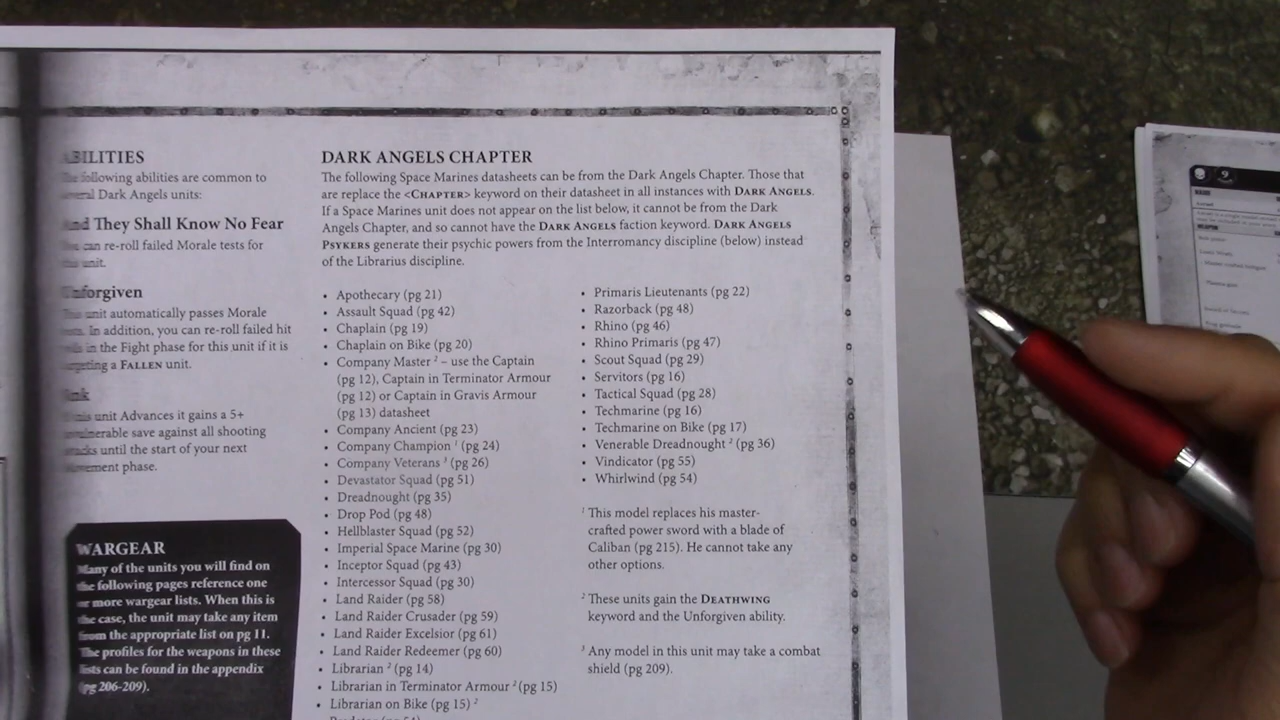 ABILITIES
The following abilities are common to
several Dark Angels units:
And They Shall Know No Fear
You can re-roll failed Morale tests for
this unit.
Unforgiven
This unit automatically passes Morale
tests. In addition, you can re-roll failed hit
rolls in the Fight phase for this unit if it is
targeting a FALLEN unit.
Jink
If this unit Advances it gains a 5+
invulnerable save against all shooting
attacks until the start of your next
Movement phase.
WARGEAR
Many of the units you will find on
the following pages reference one
or more wargear lists. When this is
the case, the unit may take any item
from the appropriate list on pg 11.
The profiles for the weapons in these
lists can be found in the appendix
(pg 206-209).
DARK ANGELS CHAPTER
The following Space Marines datasheets can be from the Dark Angels Chapter. Those that
are replace the <CHAPTER> keyword on their datasheet in all instances with DARK ANGELS.
If a Space Marines unit does not appear on the list below, it cannot be from the Dark
Angels Chapter, and so cannot have the DARK ANGELS faction keyword. DARK ANGELS
PSYKERS generate their psychic powers from the Interromancy discipline (below) instead
of the Librarius discipline.
• Apothecary (pg 21)
• Assault Squad (pg 42)
• Chaplain (pg 19)
• Chaplain on Bike (pg 20)
• Company Master ² – use the Captain
(pg 12), Captain in Terminator Armour
(pg 12) or Captain in Gravis Armour
(pg 13) datasheet
• Company Ancient (pg 23)
• Company Champion ¹ (pg 24)
• Company Veterans ³ (pg 26)
• Devastator Squad (pg 51)
• Dreadnought (pg 35)
• Drop Pod (pg 48)
• Hellblaster Squad (pg 52)
• Imperial Space Marine (pg 30)
• Inceptor Squad (pg 43)
• Intercessor Squad (pg 30)
• Land Raider (pg 58)
• Land Raider Crusader (pg 59)
• Land Raider Excelsior (pg 61)
• Land Raider Redeemer (pg 60)
• Librarian ² (pg 14)
• Librarian in Terminator Armour ² (pg 15)
• Librarian on Bike (pg 15) ²
• Primaris Lieutenants (pg 22)
• Razorback (pg 48)
• Rhino (pg 46)
• Rhino Primaris (pg 47)
• Scout Squad (pg 29)
• Servitors (pg 16)
• Tactical Squad (pg 28)
• Techmarine (pg 16)
• Techmarine on Bike (pg 17)
• Venerable Dreadnought ² (pg 36)
• Vindicator (pg 55)
• Whirlwind (pg 54)
¹ This model replaces his master-
crafted power sword with a blade of
Caliban (pg 215). He cannot take any
other options.
² These units gain the DEATHWING
keyword and the Unforgiven ability.
³ Any model in this unit may take a combat
shield (pg 209).
9
WEAPON